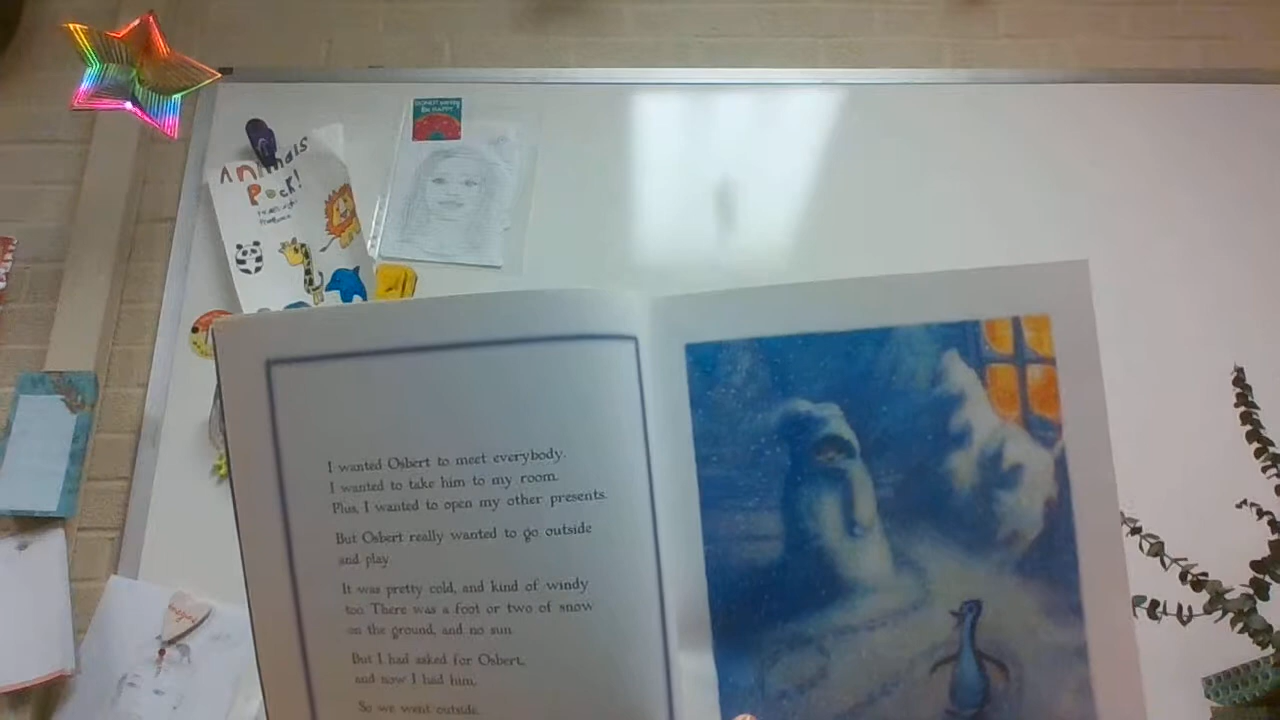 Animals
Rock!
I wanted Osbert to meet everybody.
I wanted to take him to my room.
Plus, I wanted to open my other presents.
But Osbert really wanted to go outside
and play.
It was pretty cold, and kind of windy
too. There was a foot or two of snow
on the ground, and no sun.
But I had asked for Osbert,
and now I had him.
So we went outside.